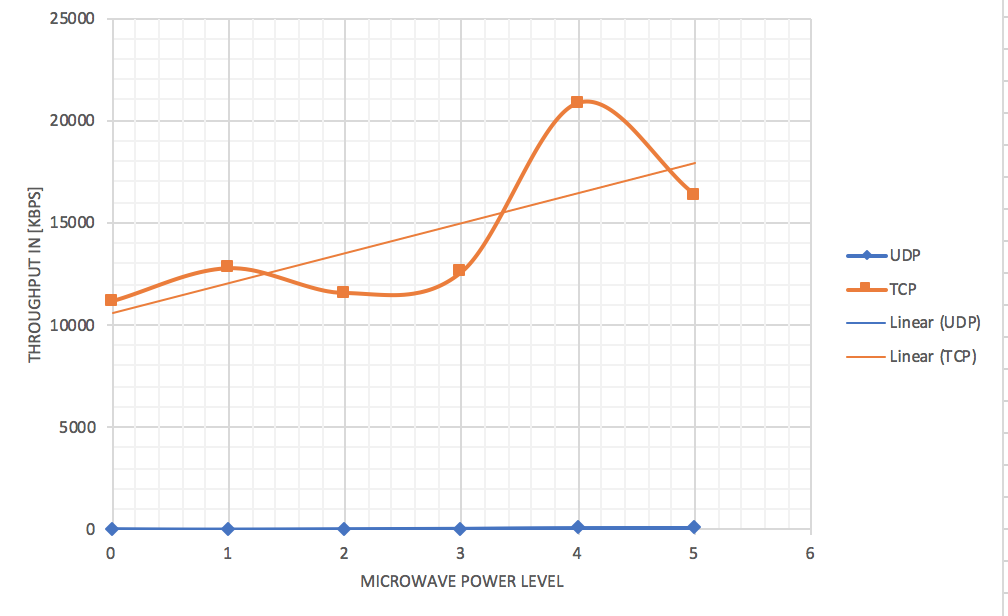 25000
20000
15000
10000
5000
0
THROUGHPUT IN [KBPS]
0 1 2 3 4 5 6
MICROWAVE POWER LEVEL
UDP
TCP
Linear (UDP)
Linear (TCP)